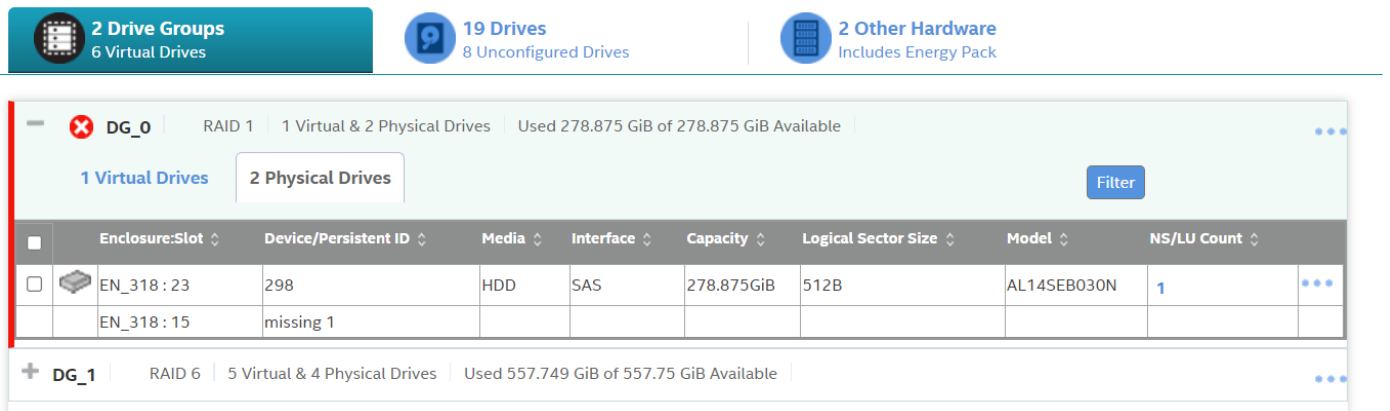 2 Drive Groups
6 Virtual Drives
19 Drives
8 Unconfigured Drives
2 Other Hardware
Includes Energy Pack
DG_0 RAID 1 1 Virtual & 2 Physical Drives Used 278.875 GiB of 278.875 GiB Available
1 Virtual Drives 2 Physical Drives Filter
Enclosure:Slot Device/Persistent ID Media Interface Capacity Logical Sector Size Model NS/LU Count
EN_318 : 23 298 HDD SAS 278.875GiB 512B AL14SEB030N 1
EN_318 : 15 missing 1
DG_1 RAID 6 5 Virtual & 4 Physical Drives Used 557.749 GiB of 557.75 GiB Available